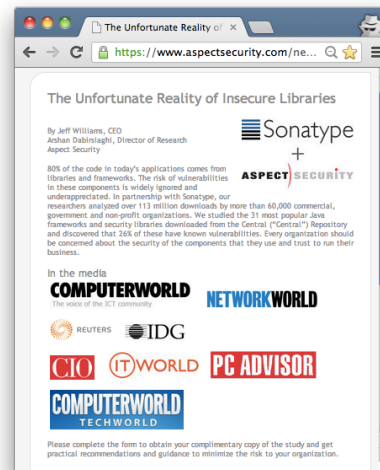 The Unfortunate Reality of
https://www.aspectsecurity.com/ne...
The Unfortunate Reality of Insecure Libraries
By Jeff Williams, CEO
Arshan Dabirsiaghi, Director of Research
Aspect Security
Sonatype
+
ASPECT SECURITY
80% of the code in today's applications comes from
libraries and frameworks. The risk of vulnerabilities
in these components is widely ignored and
underappreciated. In partnership with Sonatype, our
researchers analyzed over 113 million downloads by more than 60,000 commercial,
government and non-profit organizations. We studied the 31 most popular Java
frameworks and security libraries downloaded from the Central ("Central") Repository
and discovered that 26% of these have known vulnerabilities. Every organization should
be concerned about the security of the components that they use and trust to run their
business.
In the media
COMPUTERWORLD
The voice of the ICT community
NETWORKWORLD
REUTERS
IDG
CIO
ITWORLD
PC ADVISOR
COMPUTERWORLD
TECHWORLD
Please complete the form to obtain your complimentary copy of the study and get
practical recommendations and guidance to minimize the risk to your organization.